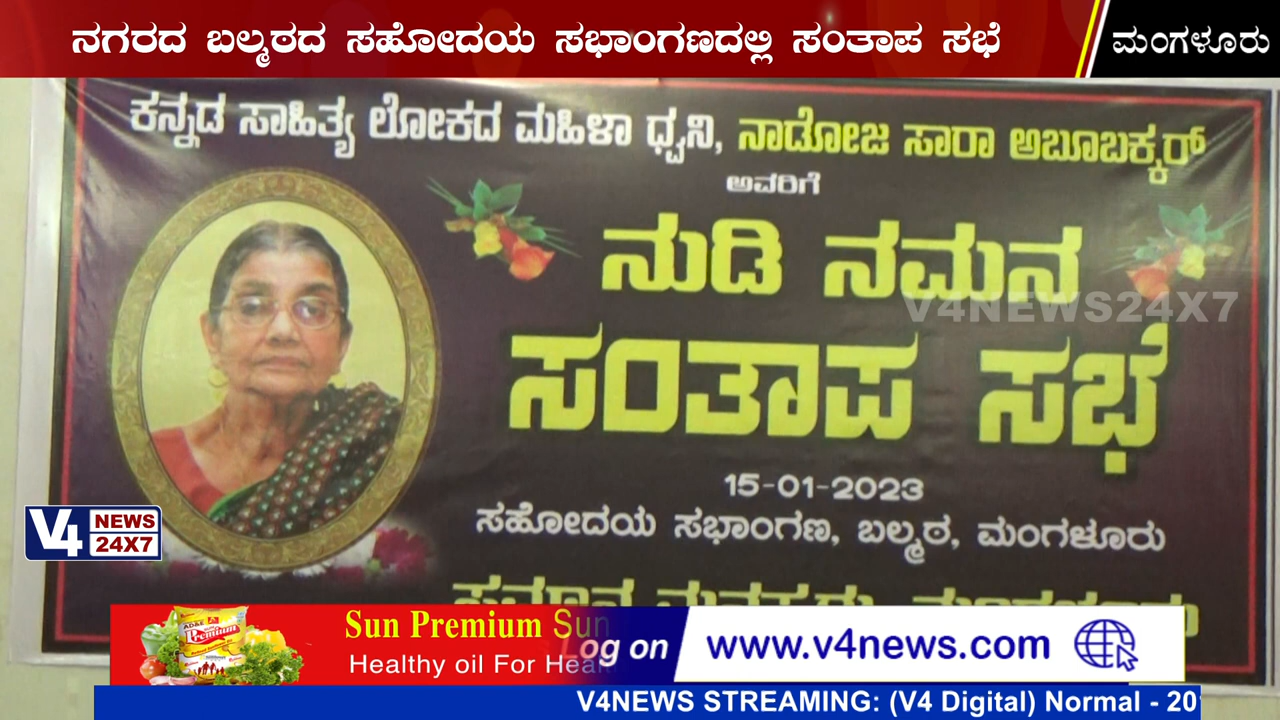 ನಗರದ ಬಲ್ಮಠದ ಸಹೋದಯ ಸಭಾಂಗಣದಲ್ಲಿ ಸಂತಾಪ ಸಭೆ
ಮಂಗಳೂರು
ಕನ್ನಡ ಸಾಹಿತ್ಯ ಲೋಕದ ಮಹಿಳಾ ಧ್ವನಿ, ನಾಡೋಜ ಸಾರಾ ಅಬೂಬಕ್ಕರ್
ಅವರಿಗೆ
ನುಡಿ ನಮನ
V4NEWS24X7
ಸಂತಾಪ ಸಭೆ
15-01-2023
ಸಹೋದಯ ಸಭಾಂಗಣ, ಬಲ್ಮಠ, ಮಂಗಳೂರು
V4 NEWS
24X7
Premium
Sun Premium Sun
Healthy oil For Hear
Log on www.v4news.com
V4NEWS STREAMING: (V4 Digital) Normal - 20